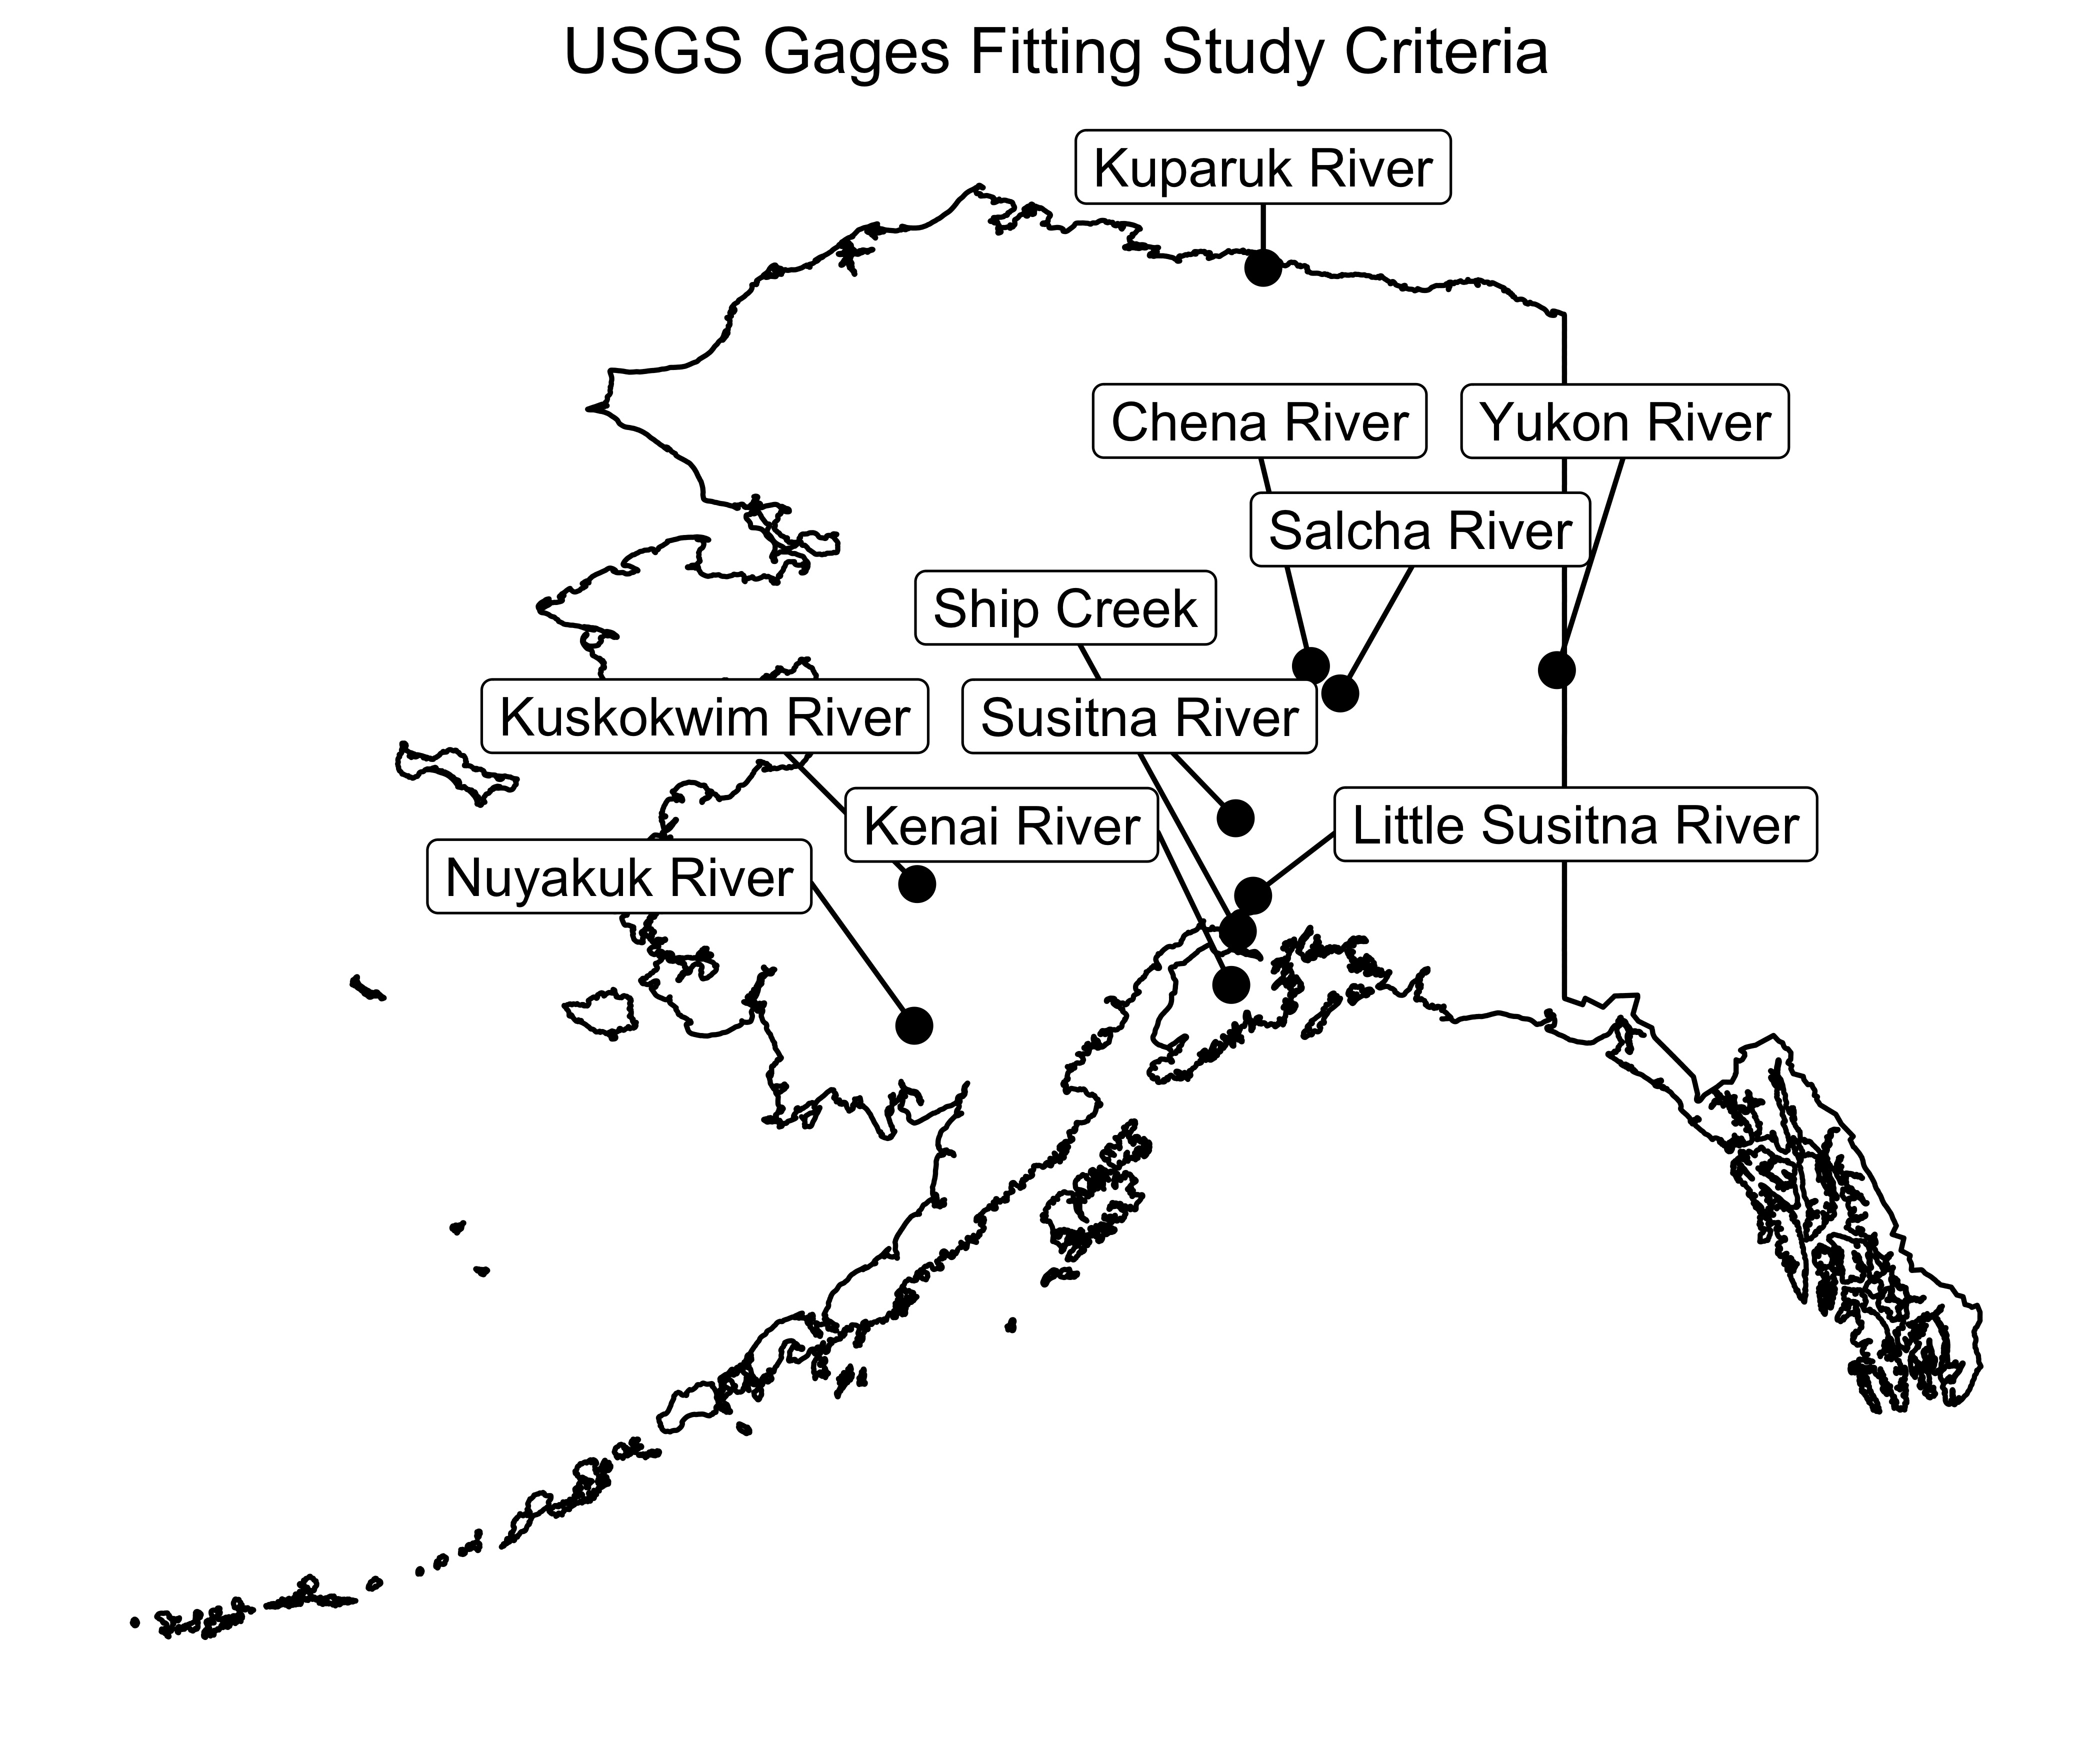 USGS Gages Fitting Study Criteria
Kuparuk River
Chena River
Yukon River
Salcha River
Ship Creek
Kuskokwim River
Susitna River
Kenai River
Little Susitna River
Nuyakuk River